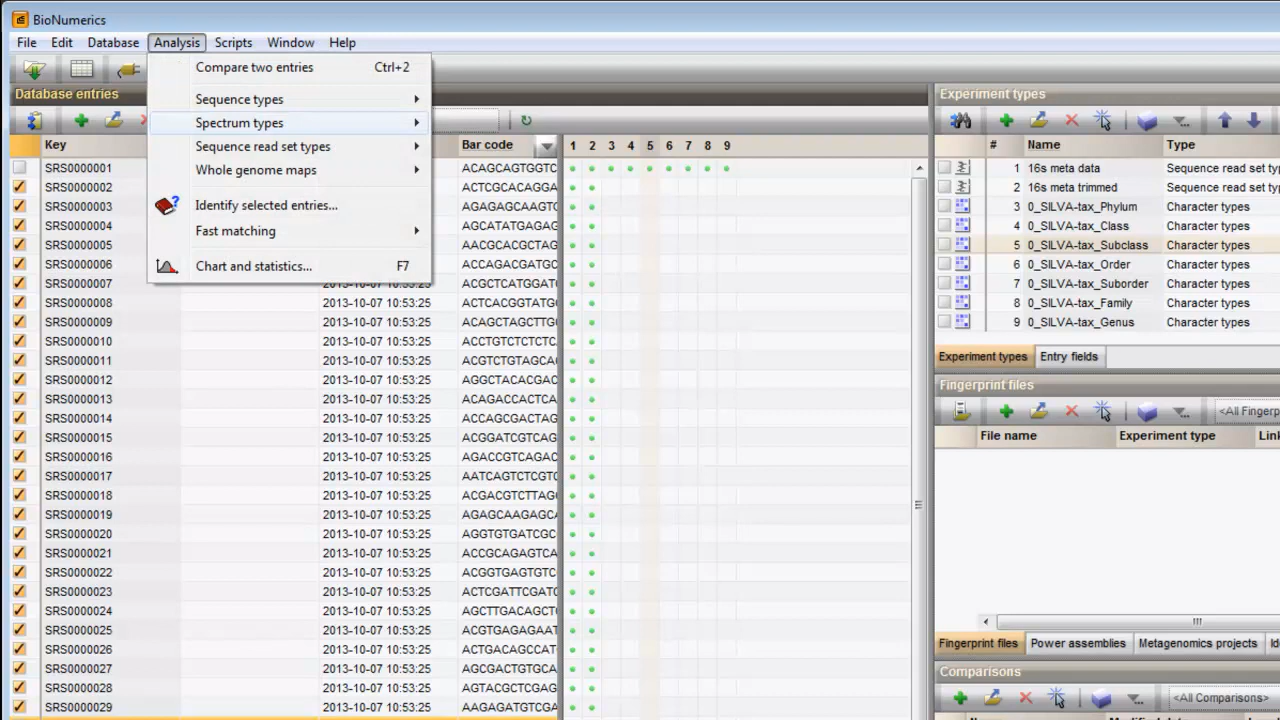 BioNumerics
File Edit Database Analysis Scripts Window Help
Compare two entries Ctrl+2
Sequence types
Spectrum types
Sequence read set types
Whole genome maps
Identify selected entries...
Fast matching
Chart and statistics... F7
Database entries
Key Bar code 1 2 3 4 5 6 7 8 9
SRS0000001 ACAGCAGTGGTC
SRS0000002 ACTCGCACAGGA
SRS0000003 AGAGAGCAAGTC
SRS0000004 AGCATATGAGAG
SRS0000005 AACGCACGCTAG
SRS0000006 ACCAGACGATGC
SRS0000007 2013-10-07 10:53:25 ACGCTCATGGAT
SRS0000008 2013-10-07 10:53:25 ACTCACGGTATG
SRS0000009 2013-10-07 10:53:25 ACAGCTAGCTTG
SRS0000010 2013-10-07 10:53:25 ACCTGTCTCTCT
SRS0000011 2013-10-07 10:53:25 ACGTCTGTAGCA
SRS0000012 2013-10-07 10:53:25 AGGCTACACGAC
SRS0000013 2013-10-07 10:53:25 ACAGACCACTCA
SRS0000014 2013-10-07 10:53:25 ACCAGCGACTAG
SRS0000015 2013-10-07 10:53:25 ACGGATCGTCAG
SRS0000016 2013-10-07 10:53:25 AGACCGTCAGAC
SRS0000017 2013-10-07 10:53:25 AATCAGTCTCGT
SRS0000018 2013-10-07 10:53:25 ACGACGTCTTAG
SRS0000019 2013-10-07 10:53:25 AGAGCAAGAGCA
SRS0000020 2013-10-07 10:53:25 AGGTGTGATCGC
SRS0000021 2013-10-07 10:53:25 ACCGCAGAGTCA
SRS0000022 2013-10-07 10:53:25 ACGGTGAGTGTC
SRS0000023 2013-10-07 10:53:25 ACTCGATTCGAT
SRS0000024 2013-10-07 10:53:25 AGCTTGACAGCT
SRS0000025 2013-10-07 10:53:25 ACGTGAGAGAAT
SRS0000026 2013-10-07 10:53:25 ACTGACAGCCAT
SRS0000027 2013-10-07 10:53:25 AGCGACTGTGCA
SRS0000028 2013-10-07 10:53:25 AGTACGCTCGAG
SRS0000029 2013-10-07 10:53:25 AAGAGATGTCGA
Experiment types
# Name Type
1 16s meta data Sequence read set typ
2 16s meta trimmed Sequence read set typ
3 0_SILVA-tax_Phylum Character types
4 0_SILVA-tax_Class Character types
5 0_SILVA-tax_Subclass Character types
6 0_SILVA-tax_Order Character types
7 0_SILVA-tax_Suborder Character types
8 0_SILVA-tax_Family Character types
9 0_SILVA-tax_Genus Character types
Experiment types Entry fields
Fingerprint files
<All Fingerp
File name Experiment type Link
Fingerprint files Power assemblies Metagenomics projects Id
Comparisons
<All Comparisons>